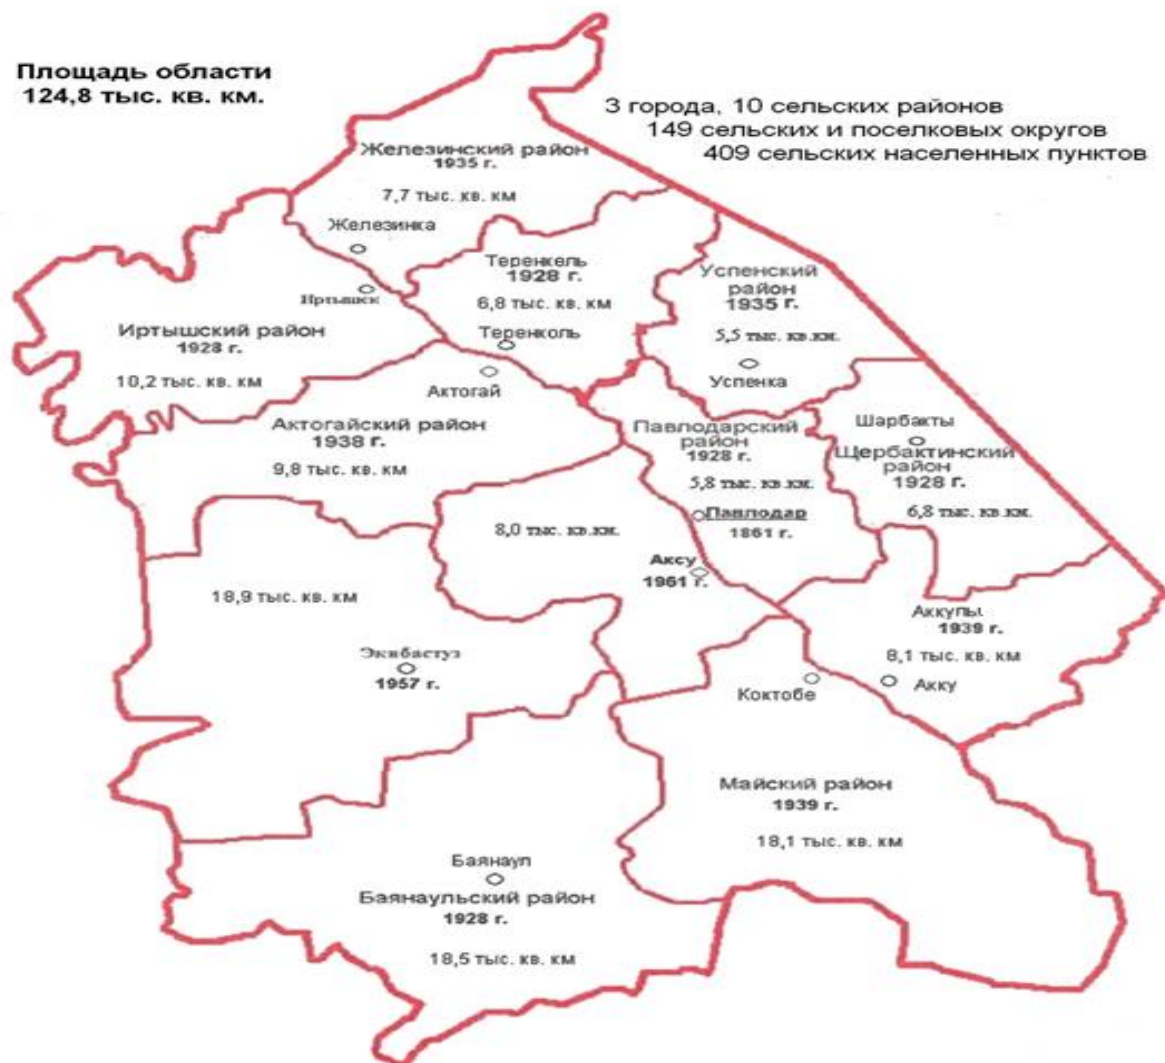 Площадь области
124,8 тыс. кв. км.
3 города, 10 сельских районов
149 сельских и поселковых округов
409 сельских населенных пунктов
Железинский район
1935 г.
7,7 тыс. кв. км
Железинка
Теренкель
1928 г.
6,8 тыс. кв. км
Теренколь
Успенский
район
1935 г.
5,5 тыс. кв.км.
Успенка
Иртышск
Иртышский район
1928 г.
10,2 тыс. кв. км
Актогай
Актогайский район
1938 г.
9,8 тыс. кв. км
Павлодарский
район
1928 г.
5,8 тыс. кв.км.
Павлодар
1861 г.
Шарбакты
Щербактинский
район
1928 г.
6,8 тыс. кв.км.
8,0 тыс. кв.км.
Аксу
1961 г.
18,9 тыс. кв. км
Экибастуз
1957 г.
Аккулы
1939 г.
8,1 тыс. кв. км
Акку
Коктобе
Майский район
1939 г.
18,1 тыс. кв. км
Баянаул
Баянаульский район
1928 г.
18,5 тыс. кв. км